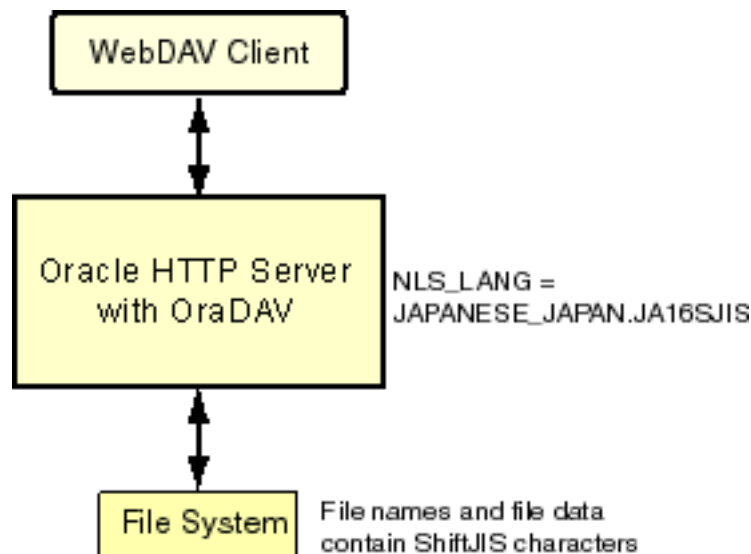 WebDAV Client
Oracle HTTP Server
with OraDAV
NLS_LANG =
JAPANESE_JAPAN.JA16SJIS
File System
File names and file data
contain ShiftJIS characters